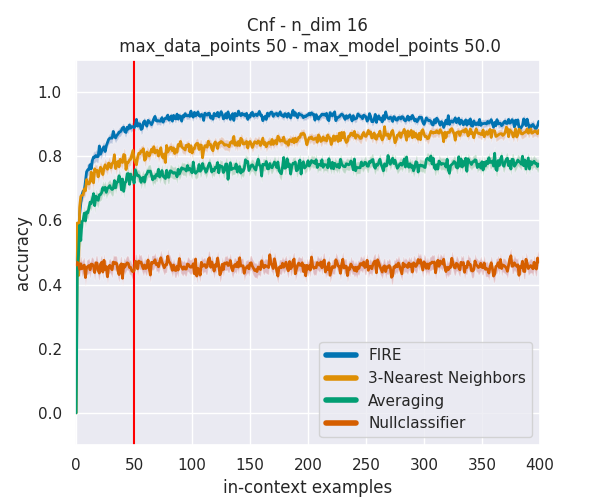 Cnf - n_dim 16
max_data_points 50 - max_model_points 50.0
1.0
0.8
0.6
0.4
0.2
0.0
accuracy
0 50 100 150 200 250 300 350 400
in-context examples
FIRE
3-Nearest Neighbors
Averaging
Nullclassifier